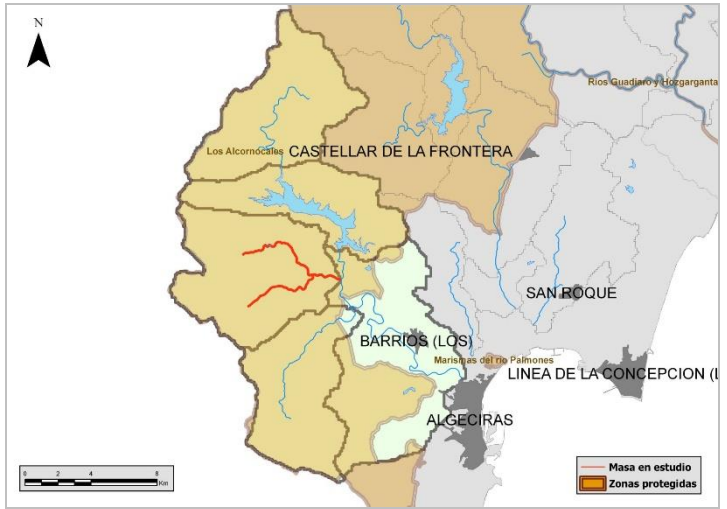 N
Rios Guadiaro y Hozgarganta
Los Alcornocales
CASTELLAR DE LA FRONTERA
SAN ROQUE
BARRIOS (LOS)
Marismas del rio Palmones
LINEA DE LA CONCEPCION (L
ALGECIRAS
0 2 4 8
Km
Masa en estudio
Zonas protegidas